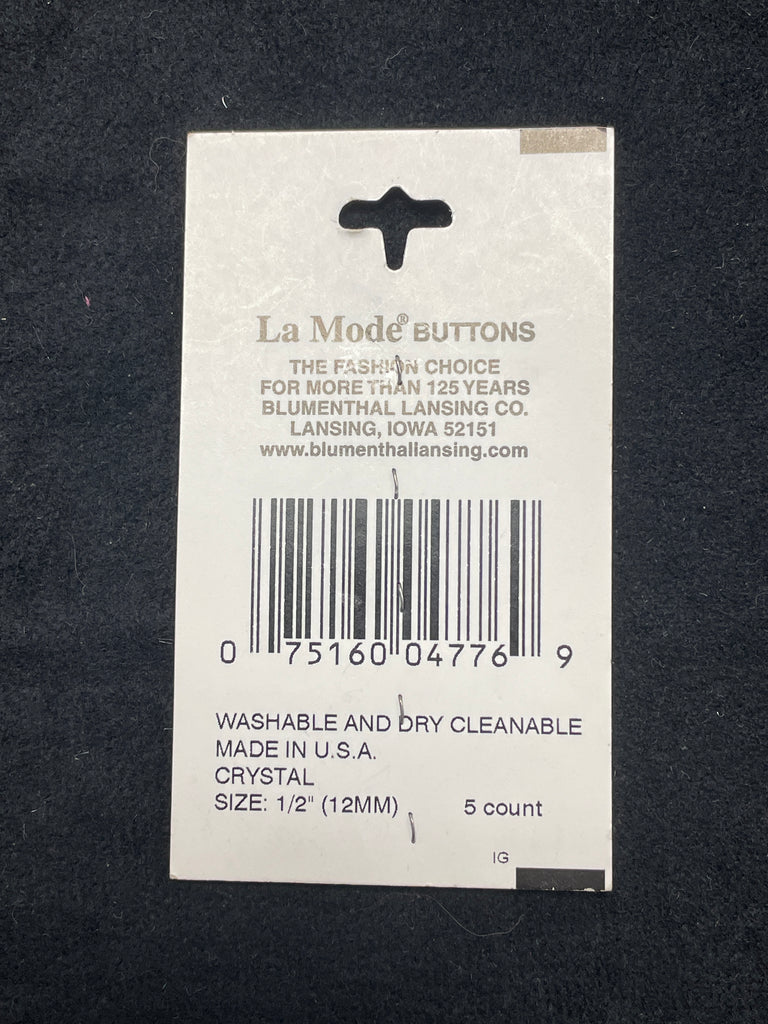 La Mode® BUTTONS
THE FASHION CHOICE
FOR MORE THAN 125 YEARS
BLUMENTHAL LANSING CO.
LANSING, IOWA 52151
www.blumenthallansing.com
0 75160 04776 9
WASHABLE AND DRY CLEANABLE
MADE IN U.S.A.
CRYSTAL
SIZE: 1/2" (12MM) 5 count
IG